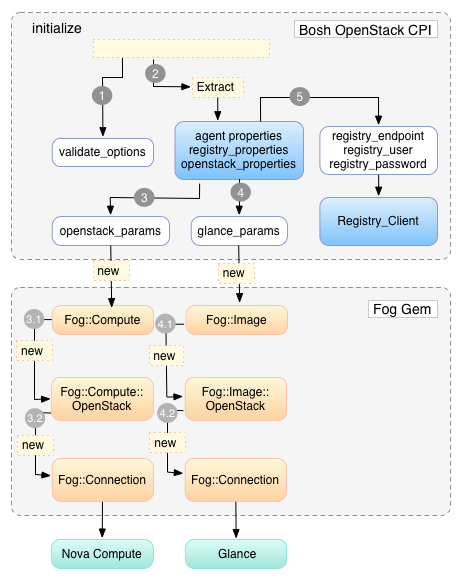 initialize
Bosh OpenStack CPI
1
2
Extract
5
validate_options
agent properties
registry_properties
openstack_properties
registry_endpoint
registry_user
registry_password
3
4
openstack_params
glance_params
Registry_Client
new
new
Fog Gem
3.1
Fog::Compute
4.1
Fog::Image
new
new
Fog::Compute::
OpenStack
Fog::Image::
OpenStack
3.2
4.2
new
new
Fog::Connection
Fog::Connection
Nova Compute
Glance